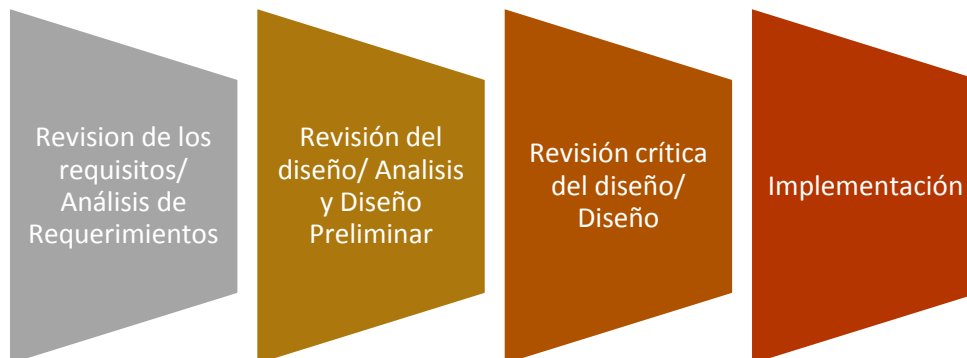 Revision de los
requisitos/
Análisis de
Requerimientos
Revisión del
diseño/ Analisis
y Diseño
Preliminar
Revisión crítica
del diseño/
Diseño
Implementación